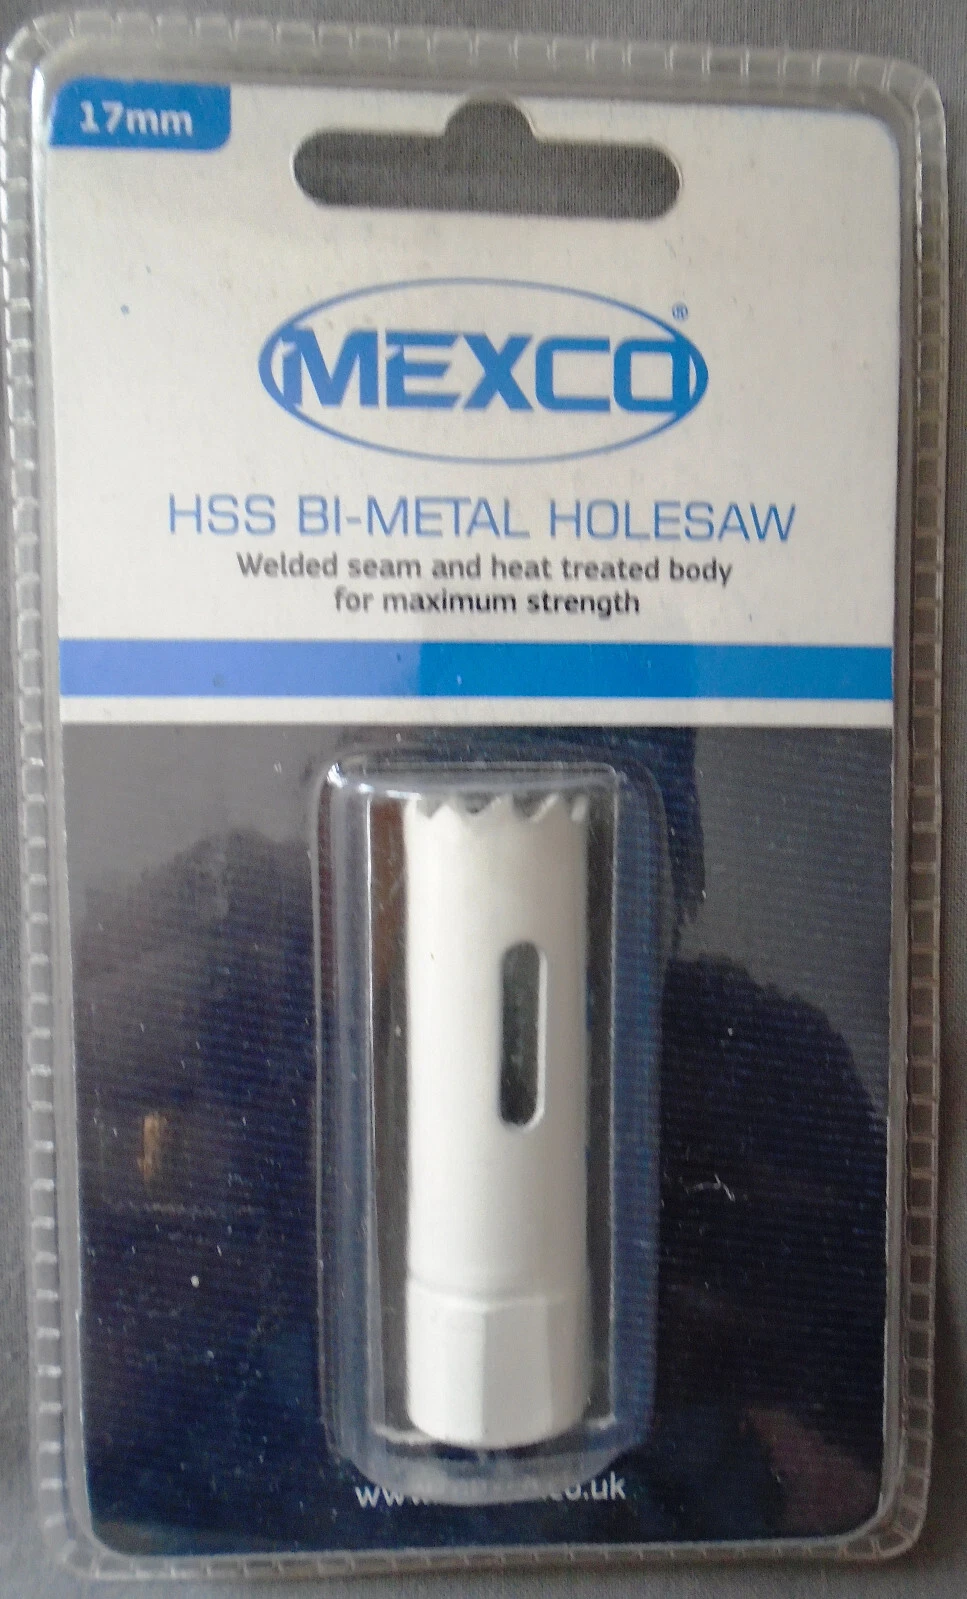 17mm
MEXCO®
HSS BI-METAL HOLESAW
Welded seam and heat treated body
for maximum strength